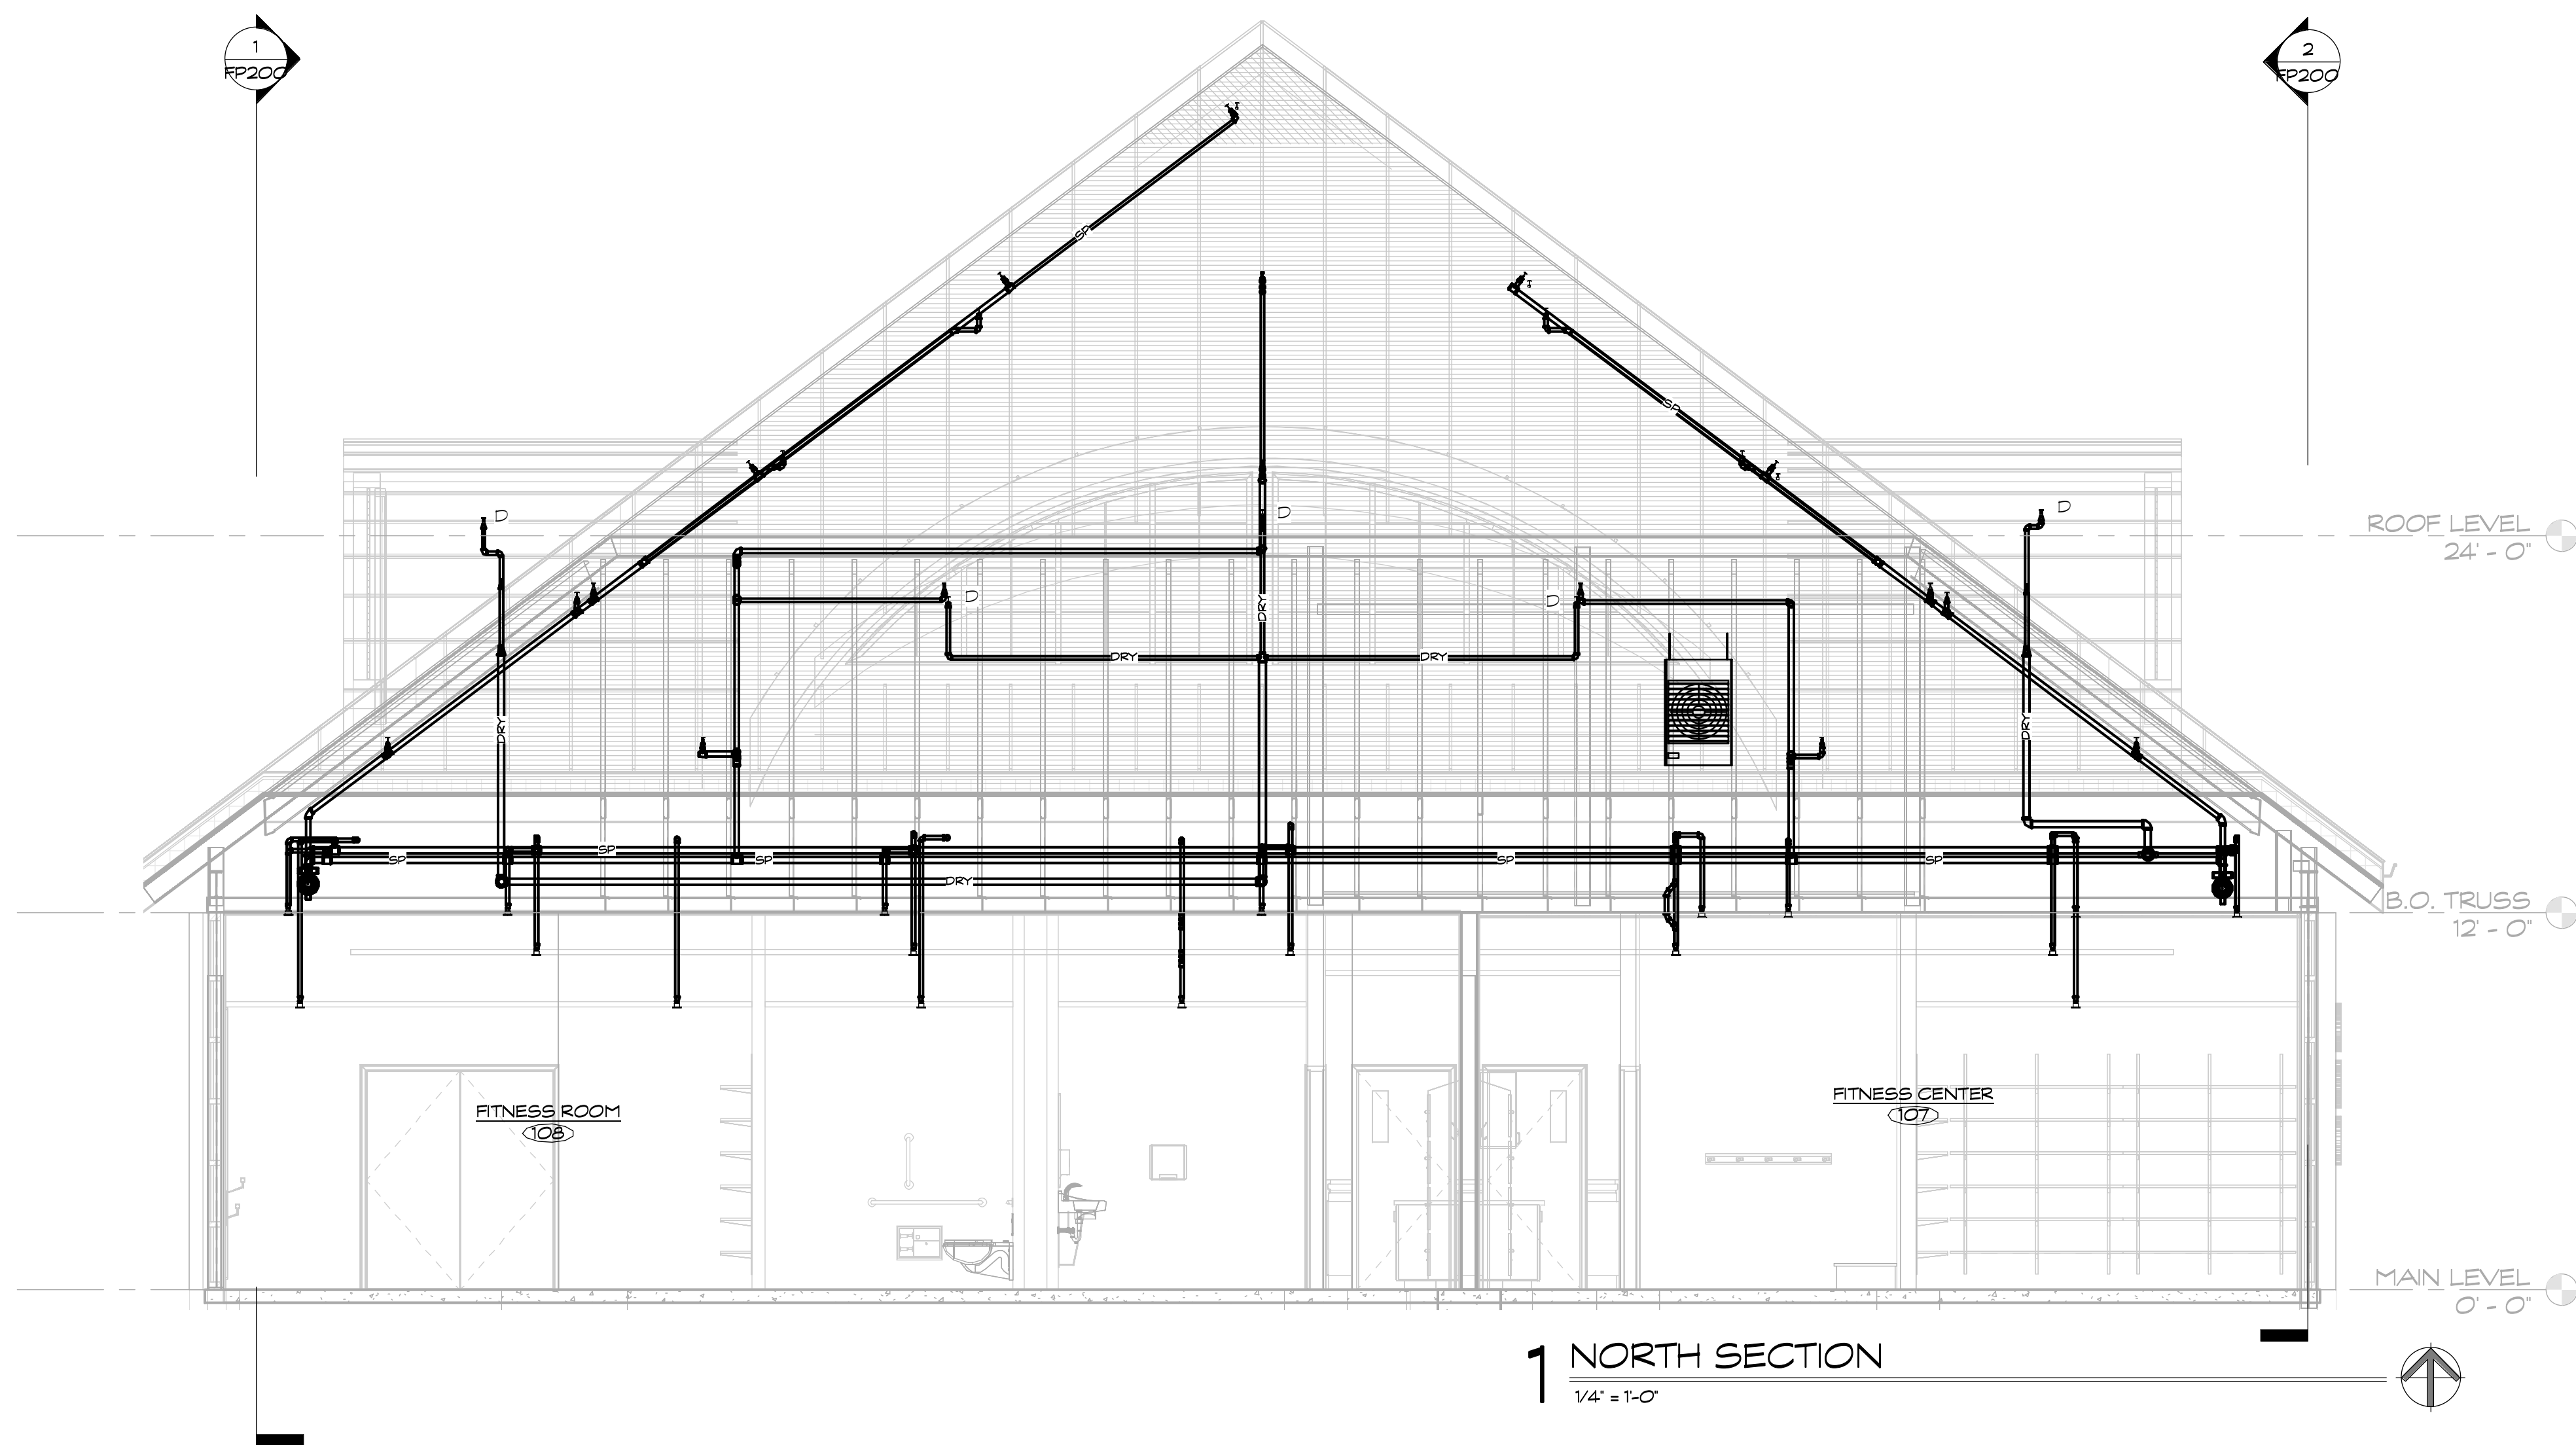 1
FP200
2
FP200
SP
SP
D
D
D
ROOF LEVEL
24' - 0"
D
D
DRY
DRY
DRY
DRY
DRY
SP
SP
SP
SP
SP
DRY
B.O. TRUSS
12' - 0"
FITNESS ROOM
108
FITNESS CENTER
107
MAIN LEVEL
0' - 0"
1
NORTH SECTION
1/4" = 1'-0"